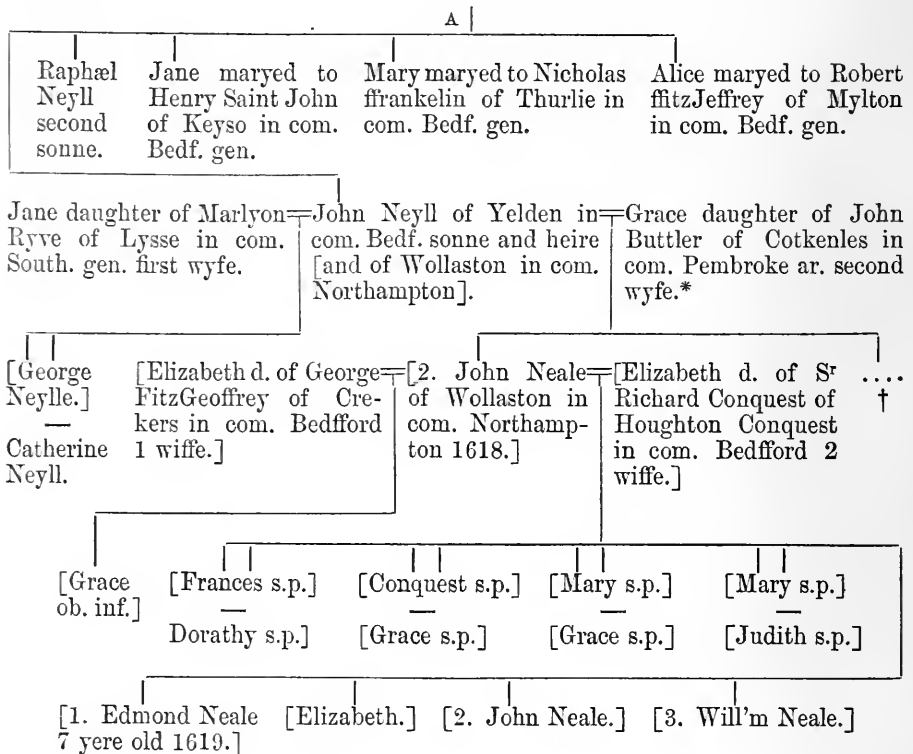 A
Raphæl
Neyll
second
sonne.
Jane maryed to
Henry Saint John
of Keyso in com.
Bedf. gen.
Mary maryed to Nicholas
ffrankelin of Thurlie in
com. Bedf. gen.
Alice maryed to Robert
ffitzJeffrey of Mylton
in com. Bedf. gen.
Jane daughter of Marlyon
Ryve of Lysse in com.
South. gen. first wyfe.
John Neyll of Yelden in
com. Bedf. sonne and heire
[and of Wollaston in com.
Northampton].
Grace daughter of John
Buttler of Cotkenles in
com. Pembroke ar. second
wyfe.*
[George
Neylle.]
—
Catherine
Neyll.
[Elizabeth d. of George
FitzGeoffrey of Cre-
kers in com. Bedfford
1 wiffe.]
[2. John Neale
of Wollaston in
com. Northamp-
ton 1618.]
[Elizabeth d. of Sr
Richard Conquest of
Houghton Conquest
in com. Bedfford 2
wiffe.]
....
†
[Grace
ob. inf.]
[Frances s.p.]
—
Dorathy s.p.]
[Conquest s.p.]
—
[Grace s.p.]
[Mary s.p.]
—
[Grace s.p.]
[Mary s.p.]
—
[Judith s.p.]
[1. Edmond Neale
7 yere old 1619.]
[Elizabeth.]
[2. John Neale.]
[3. Will'm Neale.]